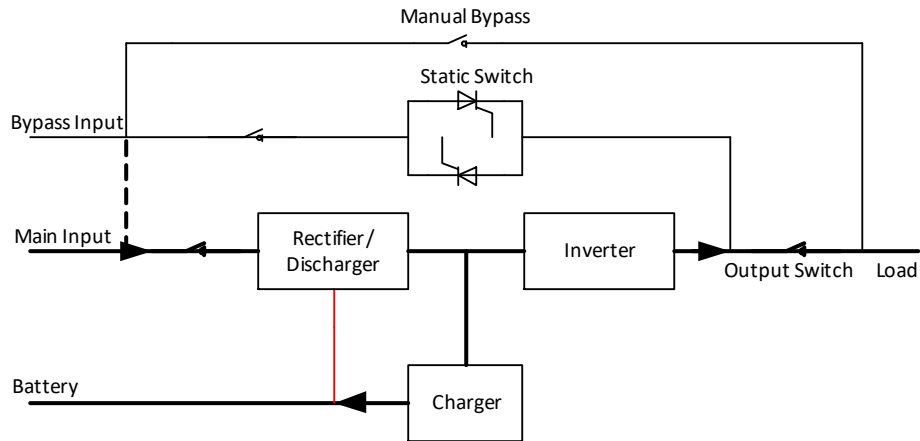 Manual Bypass
Static Switch
Bypass Input
Main Input
Rectifier/
Discharger
Inverter
Output Switch
Load
Battery
Charger